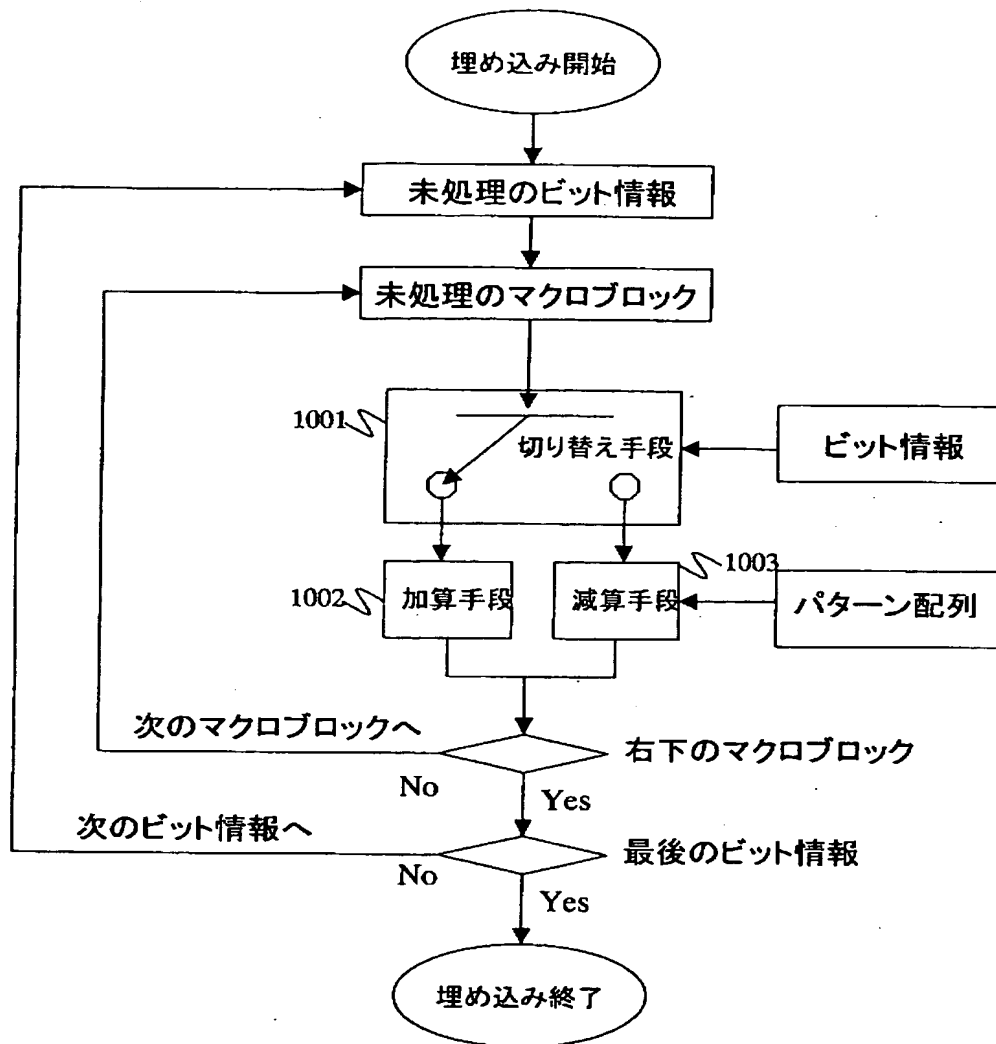 埋め込み開始
未処理のビット情報
未処理のマクロブロック
1001
切り替え手段
ビット情報
1002
加算手段
減算手段
1003
パターン配列
次のマクロブロックへ
右下のマクロブロック
No
Yes
次のビット情報へ
最後のビット情報
No
Yes
埋め込み終了